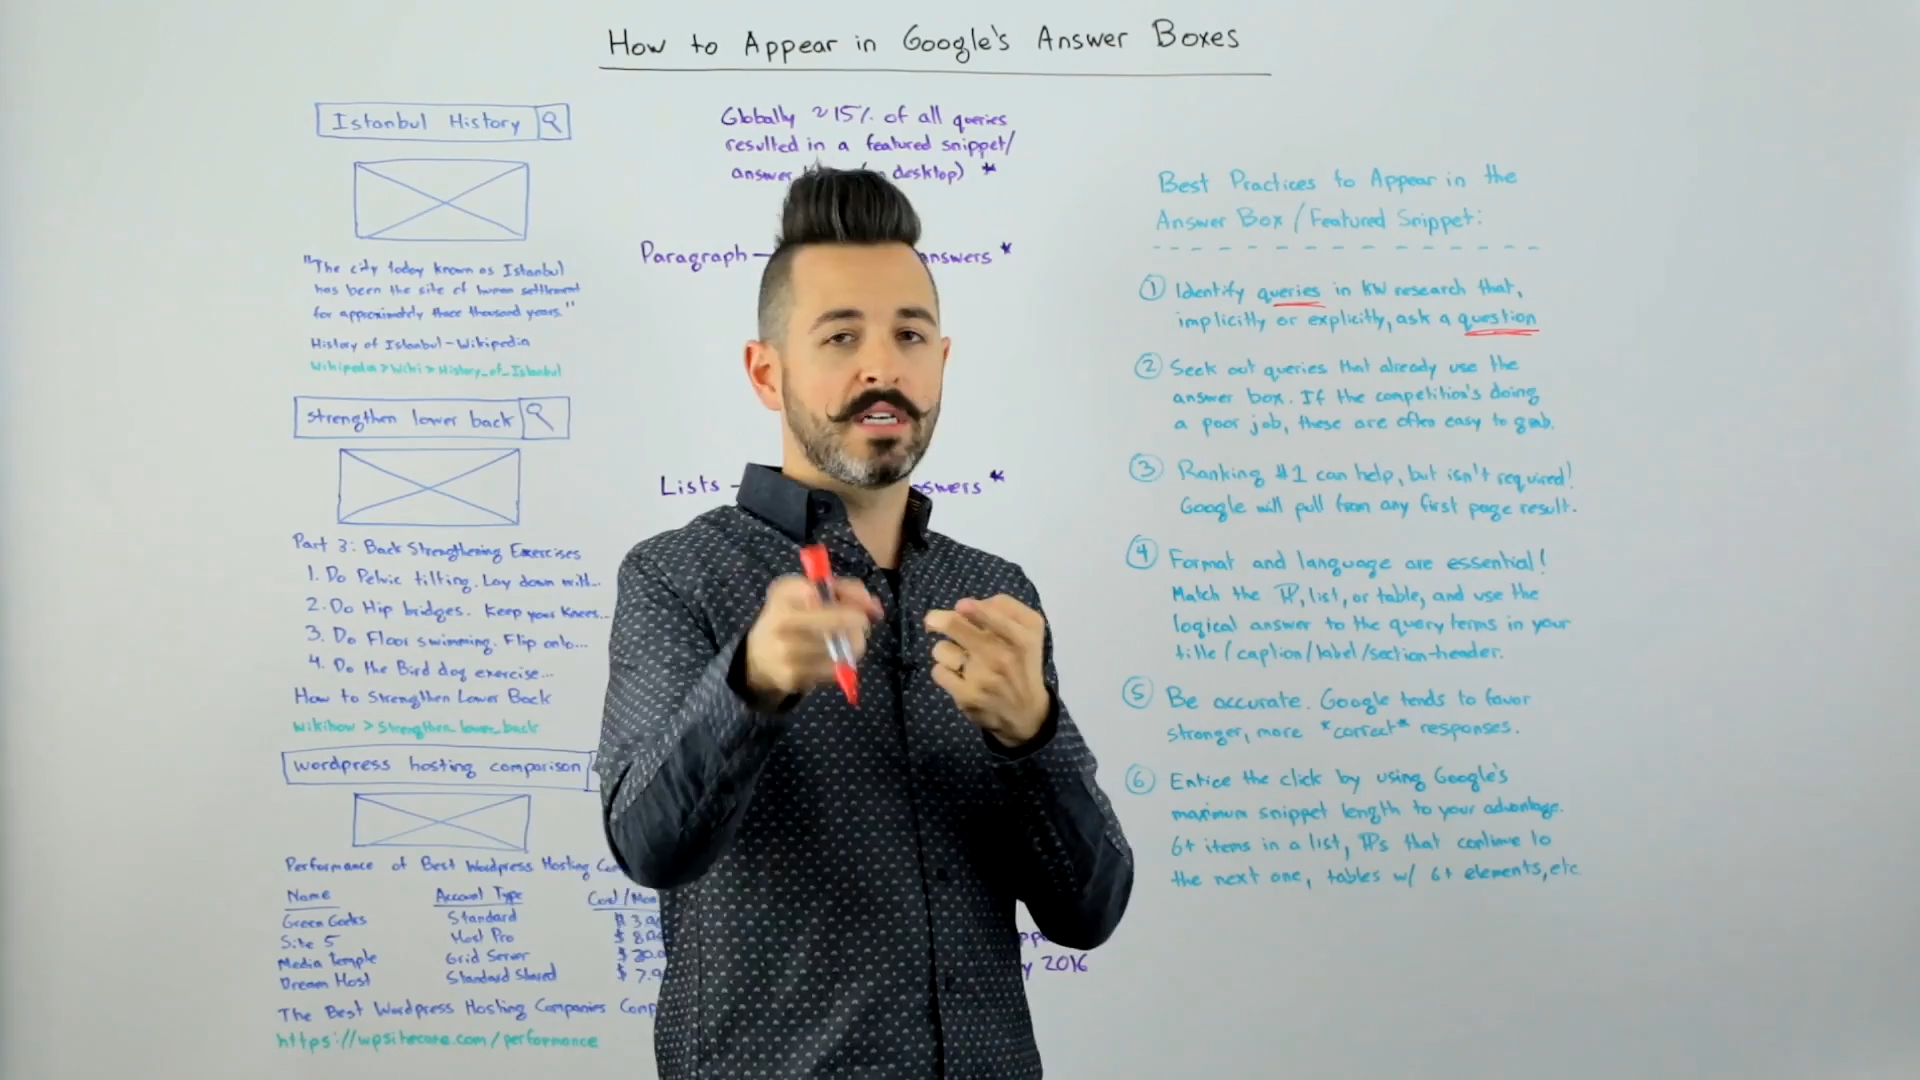 How to Appear in Google's Answer Boxes
Istanbul History
"The city today known as Istanbul
has been the site of human settlement
for approximately three thousand years."
History of Istanbul - Wikipedia
Wikipedia > Wiki > History_of_Istanbul
strengthen lower back
Part 3: Back Strengthening Exercises
1. Do Pelvic tilting. Lay down with...
2. Do Hip bridges. Keep your knees...
3. Do Floor swimming. Flip onto...
4. Do the Bird dog exercise...
How to Strengthen Lower Back
Wikihow > Strengthen_lower_back
wordpress hosting comparison
Performance of Best Wordpress Hosting
Name Account Type Cost/Mon
Green Geeks Standard $3.9
Site 5 Host Pro $
Media Temple Grid Server $20.0
Dream Host Standard Shared $7.9
The Best Wordpress Hosting Companies Comp
https://wpsitecare.com/performance
Globally ~15% of all queries
resulted in a featured snippet/
answer desktop) *
Paragraph — answers *
Lists — answers *
2016
Best Practices to Appear in the
Answer Box / Featured Snippet:
1 Identify queries in KW research that,
implicitly or explicitly, ask a question
2 Seek out queries that already use the
answer box. If the competition's doing
a poor job, these are often easy to grab.
3 Ranking #1 can help, but isn't required!
Google will pull from any first page result.
4 Format and language are essential!
Match the ¶, list, or table, and use the
logical answer to the query terms in your
title/caption/label/section-header.
5 Be accurate. Google tends to favor
stronger, more *correct* responses.
6 Entice the click by using Google's
maximum snippet length to your advantage.
6+ items in a list, ¶s that continue to
the next one, tables w/ 6+ elements, etc.